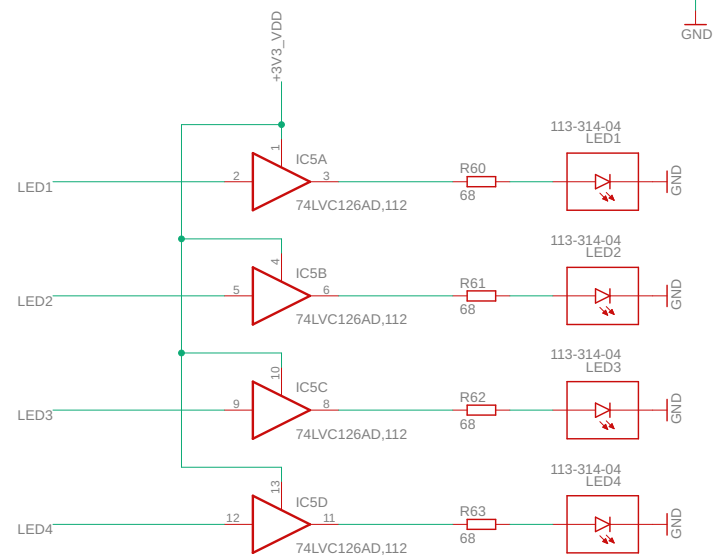 GND
+3V3_VDD
LED1
2
1
3
IC5A
74LVC126AD,112
R60
68
113-314-04
LED1
GND
LED2
5
4
6
IC5B
74LVC126AD,112
R61
68
113-314-04
LED2
GND
LED3
9
10
8
IC5C
74LVC126AD,112
R62
68
113-314-04
LED3
GND
LED4
12
13
11
IC5D
74LVC126AD,112
R63
68
113-314-04
LED4
GND